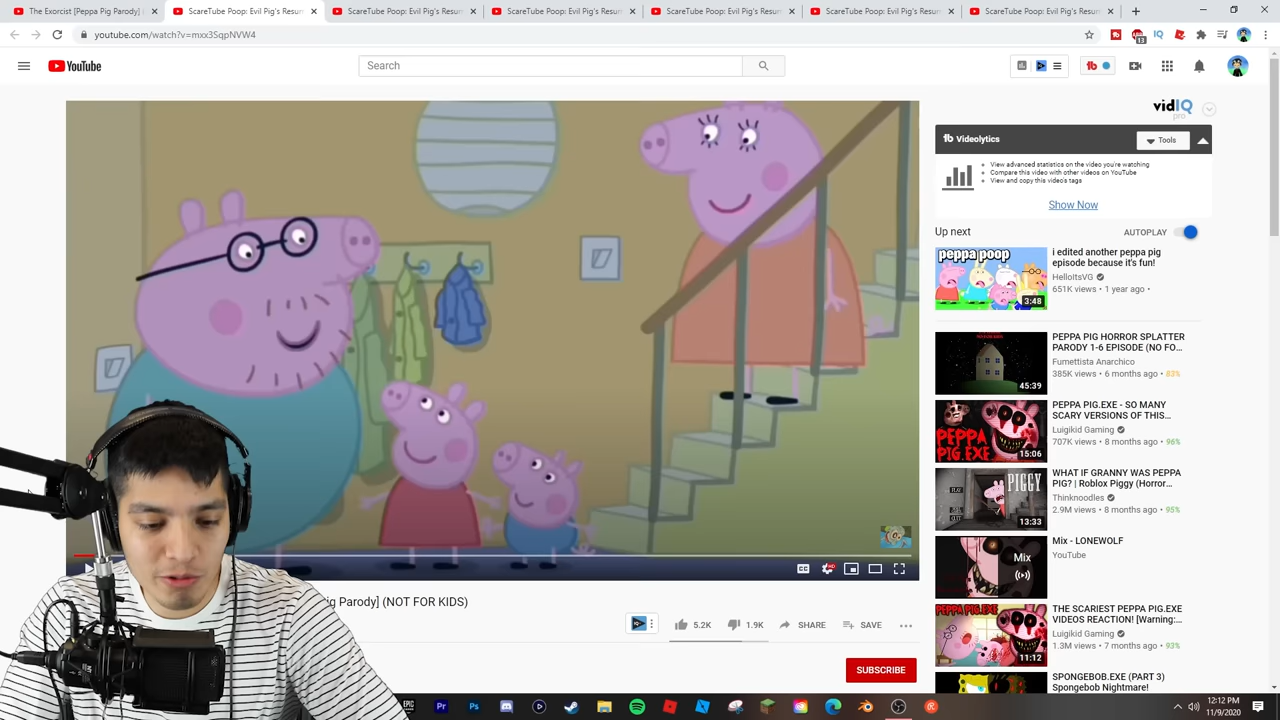 The Exorcist [Peppa Pig Parody]
ScareTube Poop: Evil Pig's Resur
ScareTube Poop: Evil Pig's Resur
ScareTube Poop: Evil Pig's Resur
ScareTube Poop: Evil Pig's Resur
ScareTube Poop: Evil Pig's Resur
ScareTube Poop: Evil Pig's Resur
youtube.com/watch?v=mxx3SqpNVW4
13
YouTube
Search
vidIQ
pro
Videolytics
Tools
View advanced statistics on the video you're watching
Compare this video with other videos on YouTube
View and copy this video's tags
Show Now
Up next
AUTOPLAY
peppa poop
3:48
i edited another peppa pig
episode because it's fun!
HelloItsVG
651K views • 1 year ago •
45:39
PEPPA PIG HORROR SPLATTER
PARODY 1-6 EPISODE (NO FO...
Fumettista Anarchico
385K views • 6 months ago • 83%
PEPPA
PIG.EXE
15:06
PEPPA PIG.EXE - SO MANY
SCARY VERSIONS OF THIS...
Luigikid Gaming
707K views • 8 months ago • 96%
PIGGY
PLAY
13:33
WHAT IF GRANNY WAS PEPPA
PIG? | Roblox Piggy (Horror...
Thinknoodles
2.9M views • 8 months ago • 95%
Mix
Mix - LONEWOLF
YouTube
PEPPA PIG.EXE
11:12
THE SCARIEST PEPPA PIG.EXE
VIDEOS REACTION! [Warning:...
Luigikid Gaming
1.3M views • 7 months ago • 93%
SPONGEBOB.EXE (PART 3)
Spongebob Nightmare!
ig Parody] (NOT FOR KIDS)
5.2K
1.9K
SHARE
SAVE
SUBSCRIBE
EPIC
Pr
Ps
12:12 PM
11/9/2020